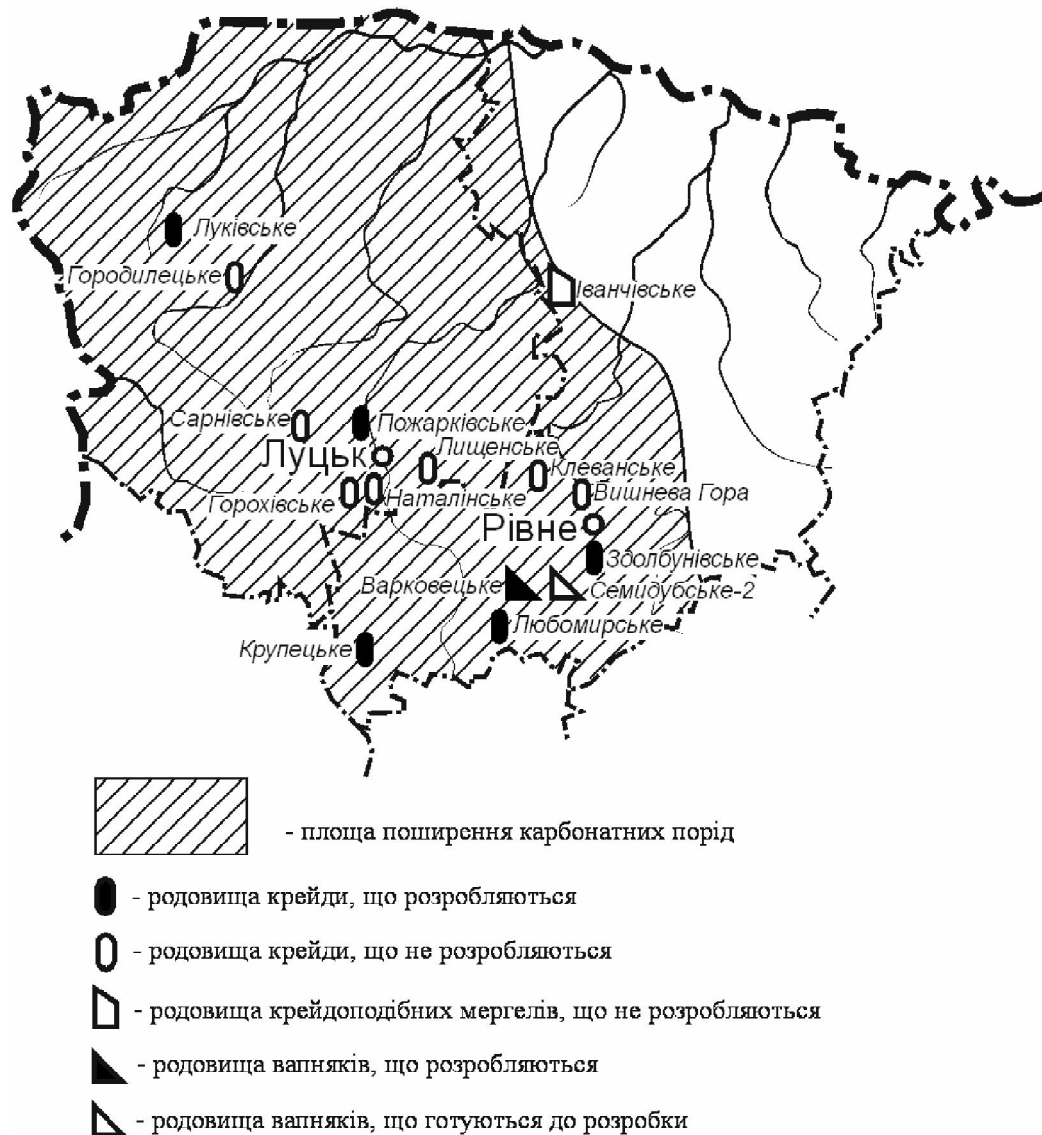 Луківське
Городилецьке
Іванчівське
Сарнівське
Пожарківське
Луцьк
Лищенське
Клеванське
Горохівське
Наталінське
Вишнева Гора
Рівне
Здолбунівське
Варковецьке
Семидубське-2
Любомирське
Крупецьке
- площа поширення карбонатних порід
- родовища крейди, що розробляються
- родовища крейди, що не розробляються
- родовища крейдоподібних мергелів, що не розробляються
- родовища вапняків, що розробляються
- родовища вапняків, що готуються до розробки